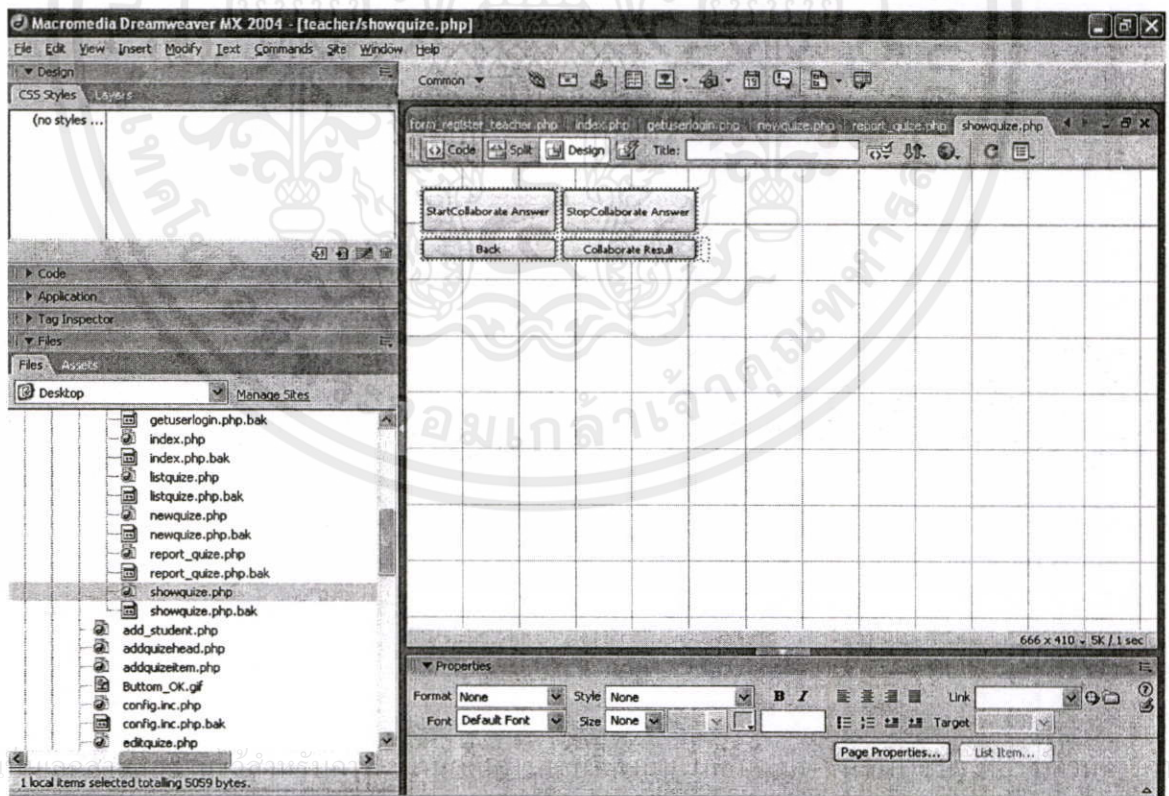 Macromedia Dreamweaver MX 2004 - [teacher/showquize.php]
File Edit View Insert Modify Text Commands Site Window Help
Design
CSS Styles Layers
(no styles ...
Code
Application
Tag Inspector
Files
Files Assets
Desktop Manage Sites
getuserlogin.php.bak
index.php
index.php.bak
listquize.php
listquize.php.bak
newquize.php
newquize.php.bak
report_quize.php
report_quize.php.bak
showquize.php
showquize.php.bak
add_student.php
addquizehead.php
addquizeitem.php
Buttom_OK.gif
config.inc.php
config.inc.php.bak
editquize.php
1 local items selected totalling 5059 bytes.
Common
form_register_teacher.php index.php getuserlogin.php newquize.php report_quize.php showquize.php
Code Split Design Title:
StartCollaborate Answer StopCollaborate Answer
Back Collaborate Result
666 x 410 5K / 1 sec
Properties
Format None Style None B I Link
Font Default Font Size None Target
Page Properties... List Item...